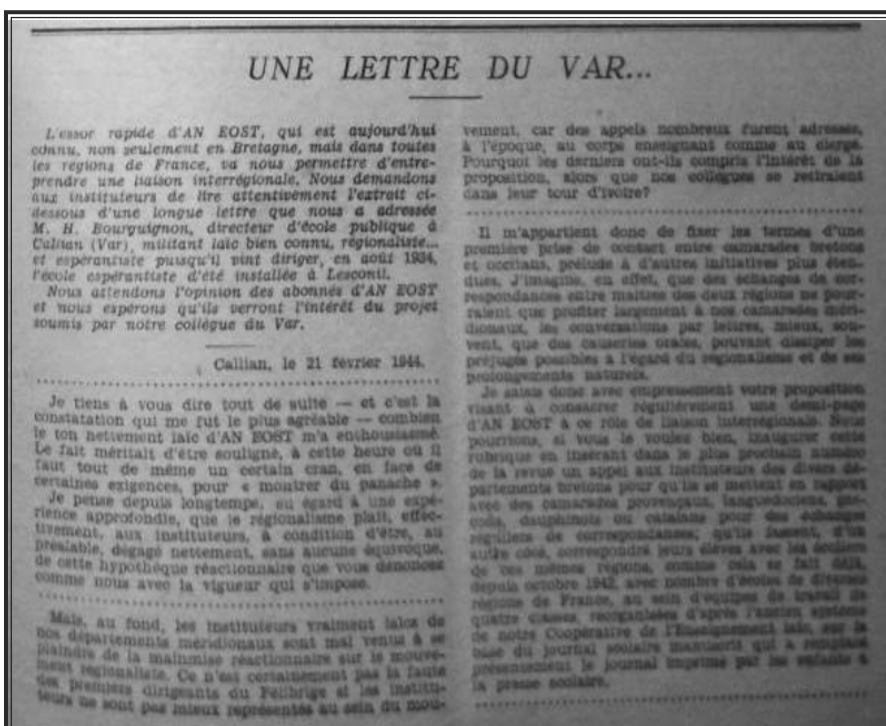 UNE LETTRE DU VAR...
L'essor rapide d'AN EOST, qui est aujourd'hui
connu, non seulement en Bretagne, mais dans toutes
les régions de France, va nous permettre d'entre-
prendre une liaison interrégionale. Nous demandons
aux instituteurs de lire attentivement l'extrait ci-
dessous d'une longue lettre que nous a adressée
M. H. Bourguignon, directeur d'école publique à
Callian (Var), militant laïc bien connu, régionaliste...
et espérantiste puisqu'il vint diriger, en août 1934,
l'école espérantiste d'été installée à Lesconil.
Nous attendons l'opinion des abonnés d'AN EOST
et nous espérons qu'ils verront l'intérêt du projet
soumis par notre collègue du Var.
Callian, le 21 février 1944.
Je tiens à vous dire tout de suite — et c'est la
constatation qui me fut le plus agréable — combien
le ton nettement laïc d'AN EOST m'a enthousiasmé.
Le fait méritait d'être souligné, à cette heure où il
faut tout de même un certain cran, en face de
certaines exigences, pour « montrer du panache ».
Je pense depuis longtemps, eu égard à une expé-
rience approfondie, que le régionalisme plaît, effec-
tivement, aux instituteurs, à condition d'être, au
préalable, dégagé nettement, sans aucune équivoque,
de cette hypothèque réactionnaire que vous dénoncez
comme nous avec la vigueur qui s'impose.
Mais, au fond, les instituteurs vraiment laïcs de
nos départements méridionaux sont mal venus à se
plaindre de la mainmise réactionnaire sur le mouve-
ment régionaliste. Ce n'est certainement pas la faute
des premiers dirigeants du Félibrige si les institu-
teurs ne sont pas mieux représentés au sein du mou-
vement, car des appels nombreux furent adressés,
à l'époque, au corps enseignant comme au clergé.
Pourquoi les derniers ont-ils compris l'intérêt de la
proposition, alors que nos collègues se retiraient
dans leur tour d'ivoire?
Il m'appartient donc de fixer les termes d'une
première prise de contact entre camarades bretons
et occitans, prélude à d'autres initiatives plus éten-
dues. J'imagine, en effet, que des échanges de cor-
respondances entre maîtres des deux régions ne pour-
raient que profiter largement à nos camarades méri-
dionaux, les conversations par lettres, mieux, sou-
vent, que des causeries orales, pouvant dissiper les
préjugés possibles à l'égard du régionalisme et de ses
prolongements naturels.
Je saisis donc avec empressement votre proposition
visant à consacrer régulièrement une demi-page
d'AN EOST à ce rôle de liaison interrégionale. Nous
pourrions, si vous le voulez bien, inaugurer cette
rubrique en insérant dans le plus prochain numéro
de la revue un appel aux instituteurs des divers dé-
partements bretons pour qu'ils se mettent en rapport
avec des camarades provençaux, languedociens, gas-
cons, dauphinois ou catalans pour des échanges
réguliers de correspondances; qu'ils fassent, d'un
autre côté, correspondre leurs élèves avec les écoliers
de ces mêmes régions, comme cela se fait déjà,
depuis octobre 1942, avec nombre d'écoles de diverses
régions de France, au sein d'équipes de travail de
quatre classes, réorganisées d'après l'ancien système
de notre Coopérative de l'Enseignement laïc, sur la
base du journal scolaire manuscrit qui a remplacé
présentement le journal imprimé par les enfants à
la presse scolaire.